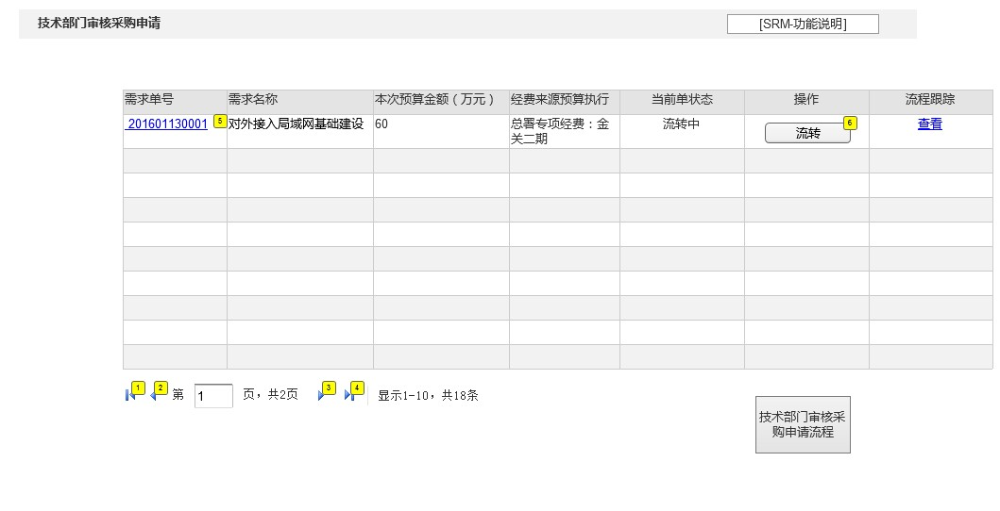 技术部门审核采购申请
[SRM-功能说明]
需求单号 需求名称 本次预算金额（万元） 经费来源预算执行 当前单状态 操作 流程跟踪
201601130001 5 对外接入局域网基础建设 60 总署专项经费：金 流转中 流转 6 查看
关二期
1 2 第 1 页，共2页 3 4 显示1-10，共18条
技术部门审核采
购申请流程